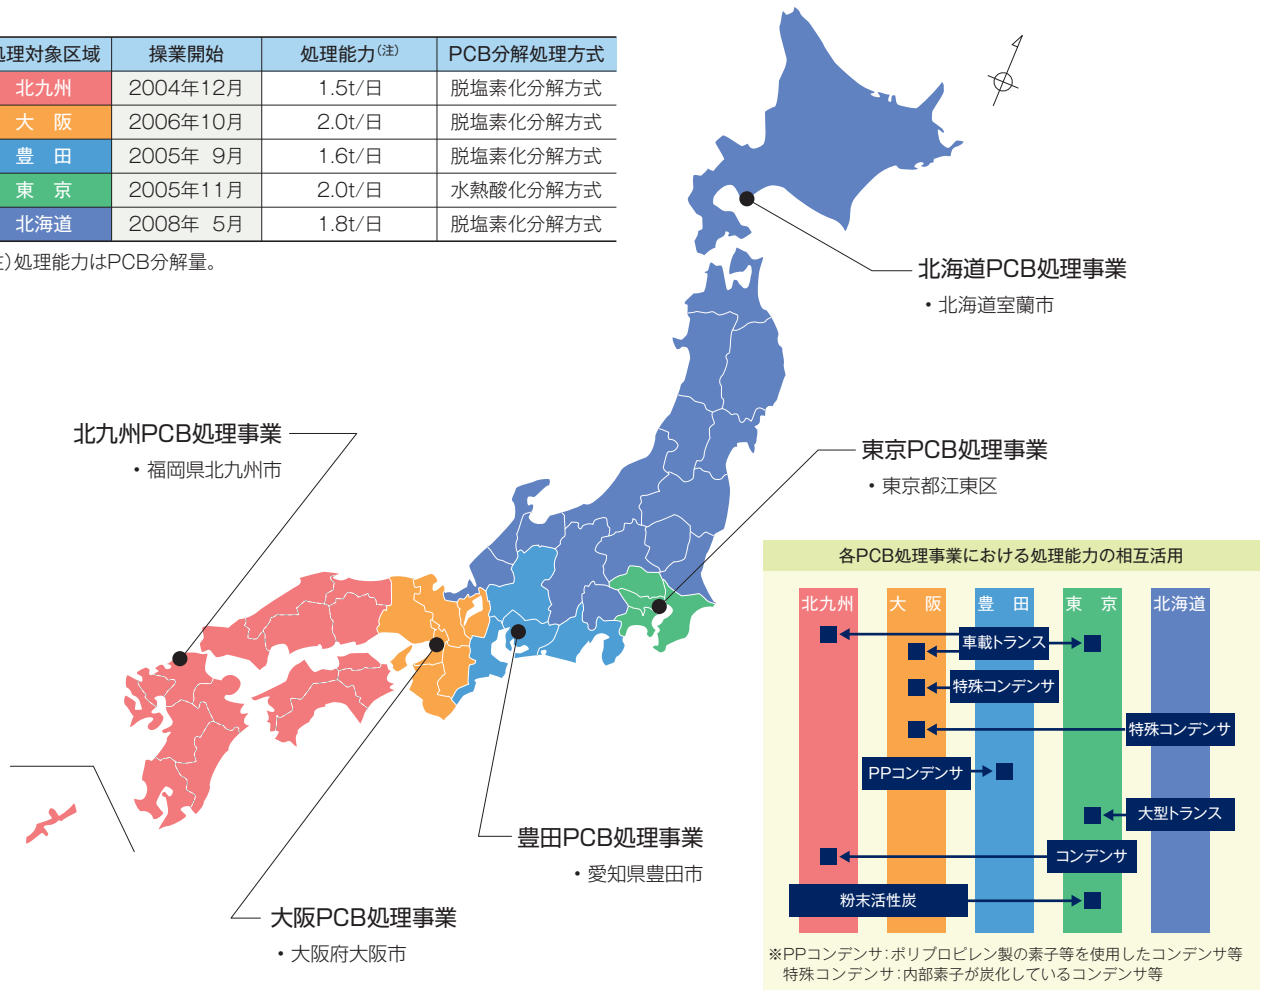 処理対象区域 操業開始 処理能力(注) PCB分解処理方式
北九州 2004年12月 1.5t/日 脱塩素化分解方式
大 阪 2006年10月 2.0t/日 脱塩素化分解方式
豊 田 2005年 9月 1.6t/日 脱塩素化分解方式
東 京 2005年11月 2.0t/日 水熱酸化分解方式
北海道 2008年 5月 1.8t/日 脱塩素化分解方式
注)処理能力はPCB分解量。
北海道PCB処理事業
・北海道室蘭市
北九州PCB処理事業
・福岡県北九州市
東京PCB処理事業
・東京都江東区
豊田PCB処理事業
・愛知県豊田市
大阪PCB処理事業
・大阪府大阪市
各PCB処理事業における処理能力の相互活用
北九州 大 阪 豊 田 東 京 北海道
車載トランス
特殊コンデンサ
特殊コンデンサ
PPコンデンサ
大型トランス
コンデンサ
粉末活性炭
※PPコンデンサ:ポリプロピレン製の素子等を使用したコンデンサ等
特殊コンデンサ:内部素子が炭化しているコンデンサ等